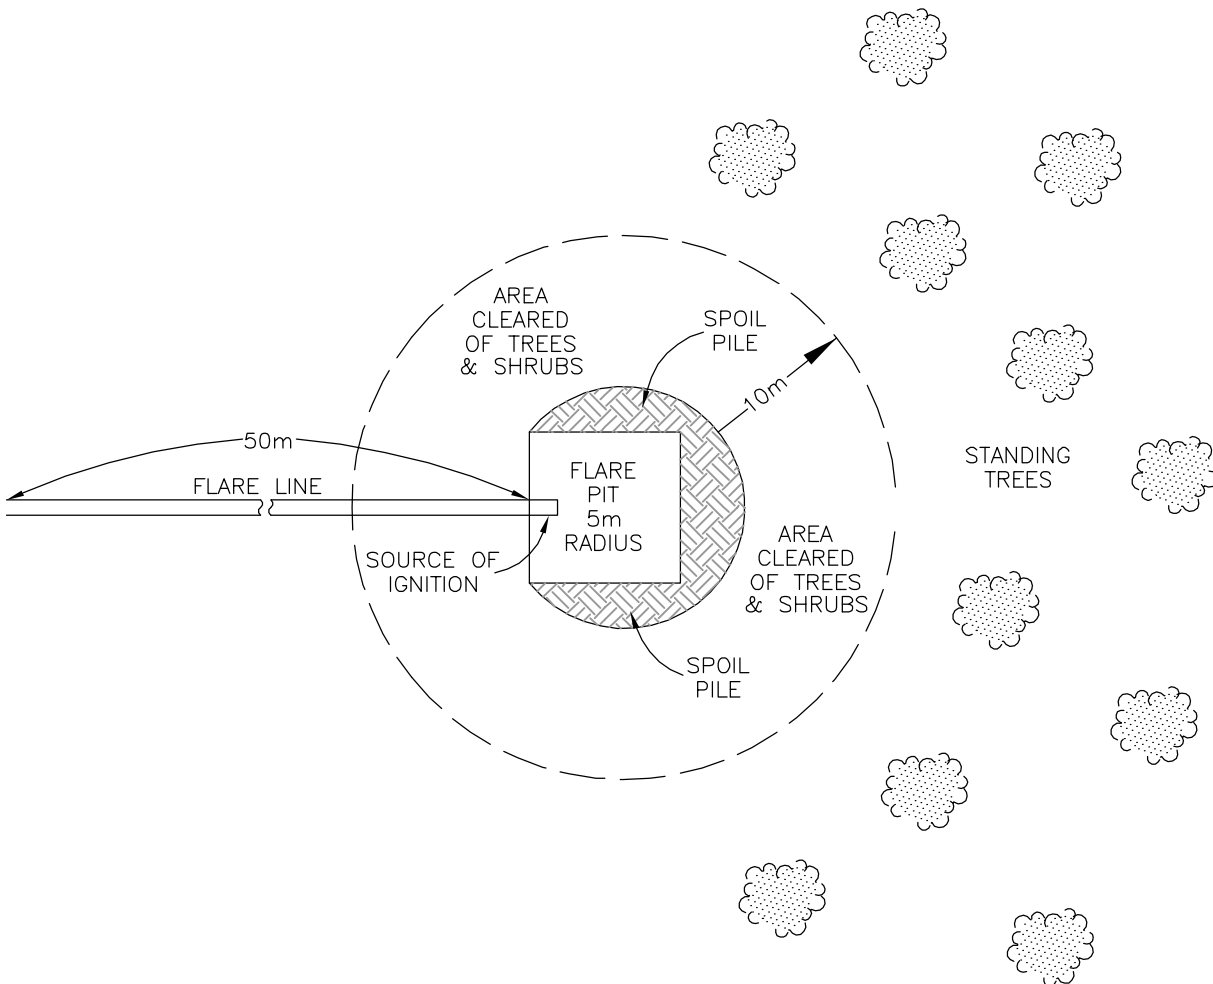 AREA
CLEARED
OF TREES
& SHRUBS
SPOIL
PILE
10m
50m
FLARE LINE
FLARE
PIT
5m
RADIUS
STANDING
TREES
SOURCE OF
IGNITION
AREA
CLEARED
OF TREES
& SHRUBS
SPOIL
PILE